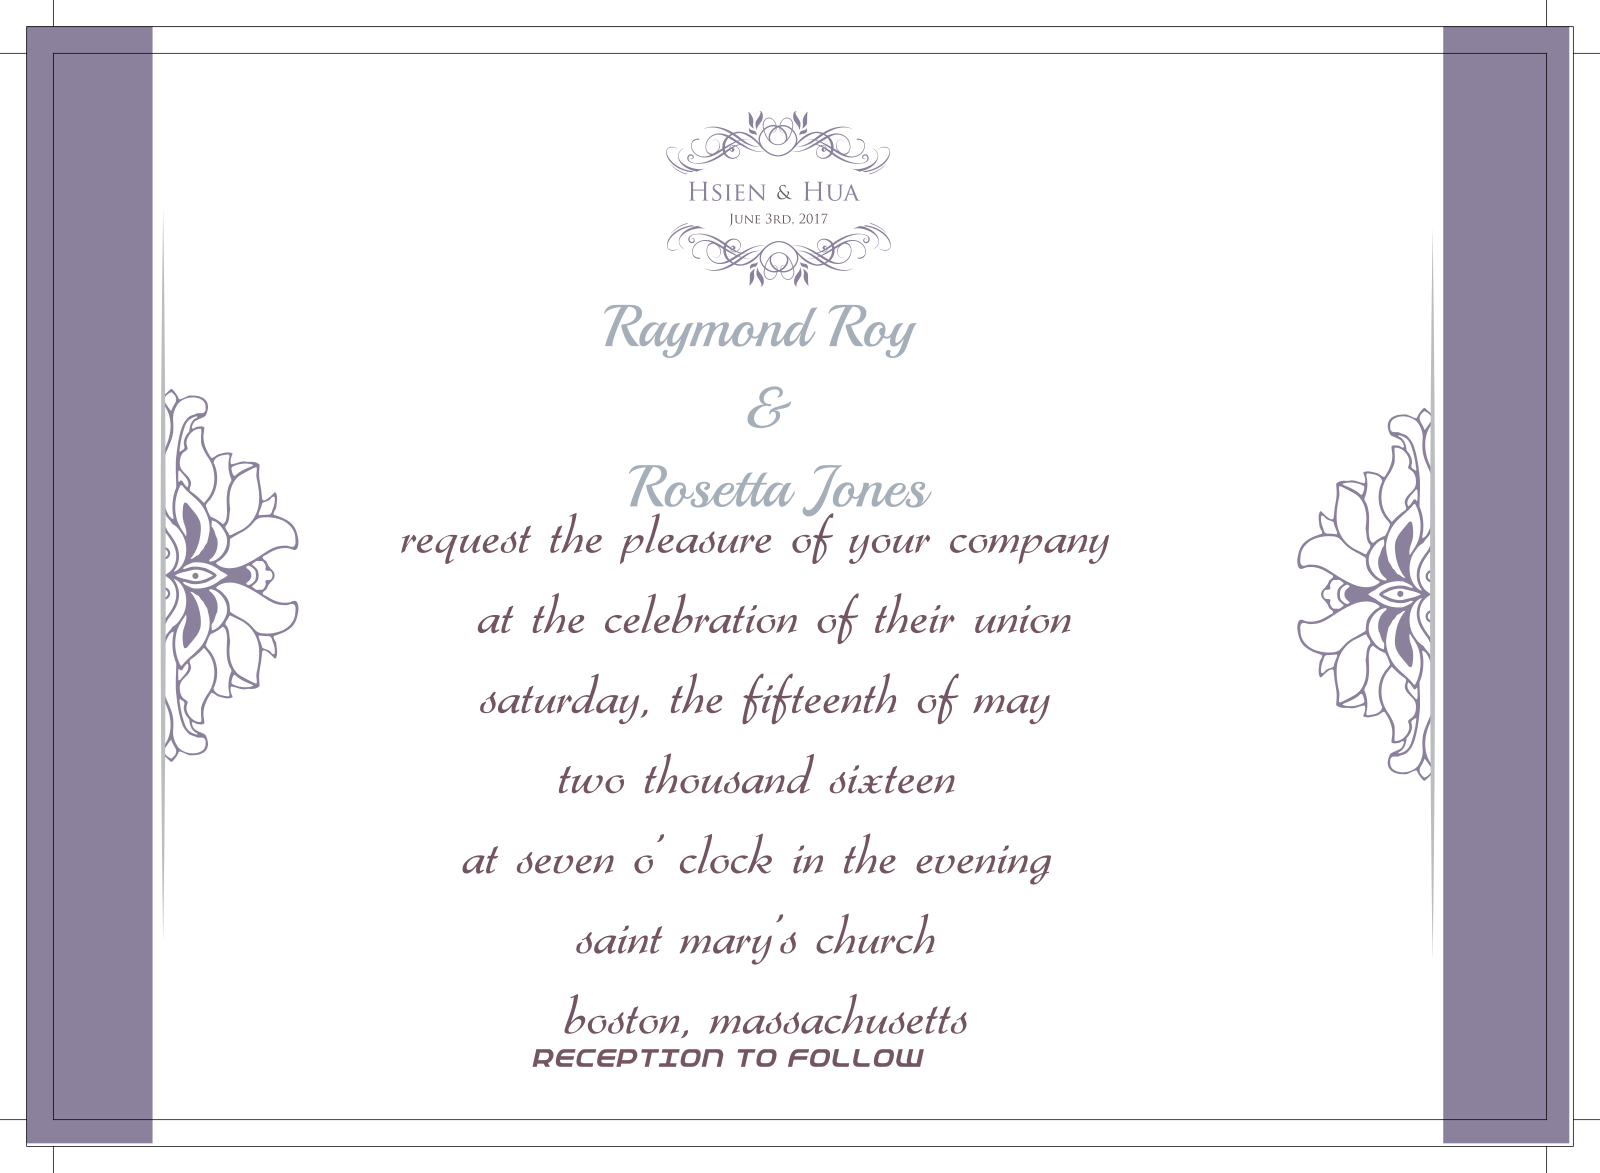 HSIEN & HUA
JUNE 3RD, 2017
Raymond Roy
&
Rosetta Jones
request the pleasure of your company
at the celebration of their union
saturday, the fifteenth of may
two thousand sixteen
at seven o' clock in the evening
saint mary's church
boston, massachusetts
RECEPTION TO FOLLOW